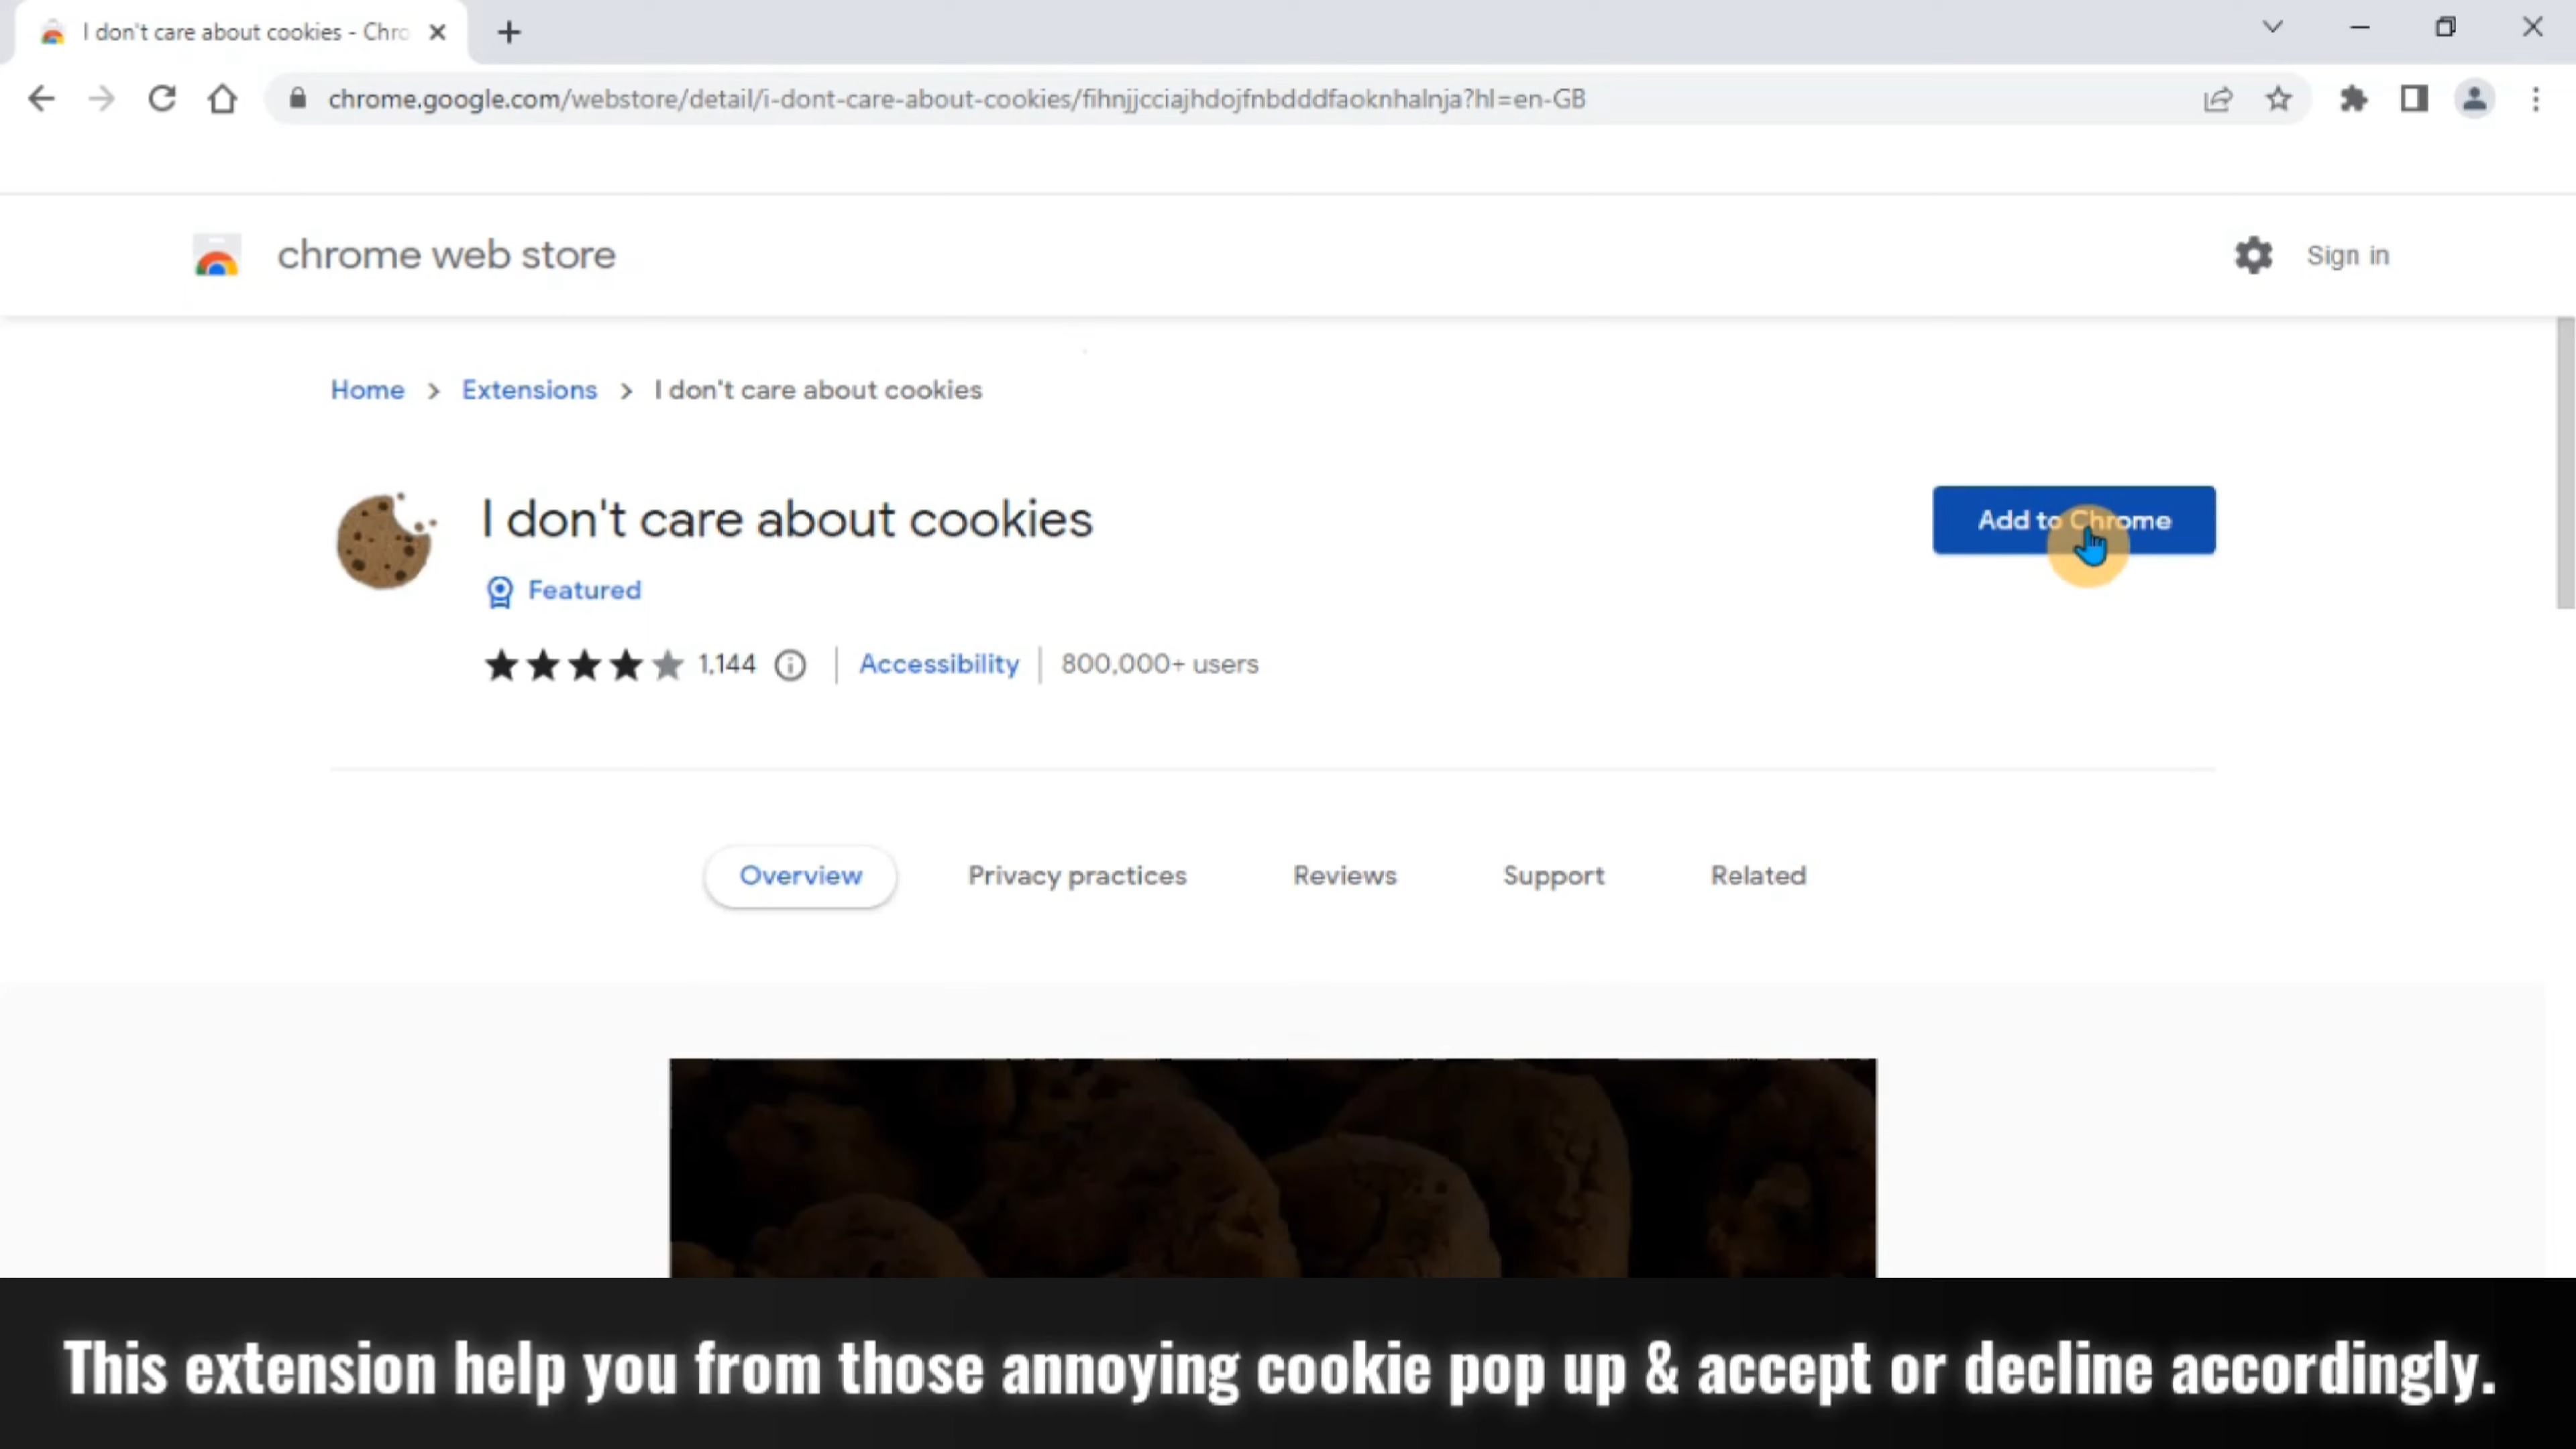 I don't care about cookies - Chro
chrome.google.com/webstore/detail/i-dont-care-about-cookies/fihnjjcciajhdojfnbdddfaoknhalnja?hl=en-GB
chrome web store
Sign in
Home > Extensions > I don't care about cookies
I don't care about cookies
Add to Chrome
Featured
1,144 | Accessibility | 800,000+ users
Overview Privacy practices Reviews Support Related
This extension help you from those annoying cookie pop up & accept or decline accordingly.